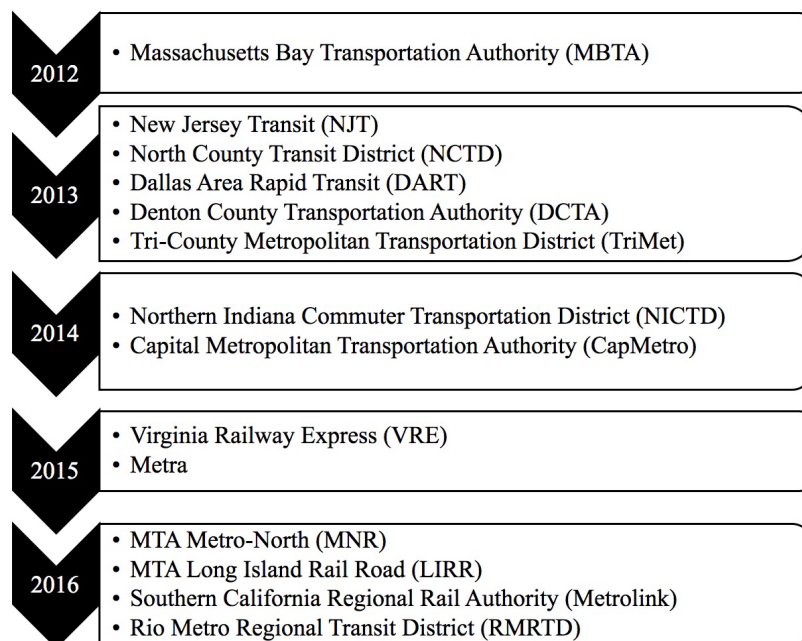 2012
• Massachusetts Bay Transportation Authority (MBTA)
2013
• New Jersey Transit (NJT)
• North County Transit District (NCTD)
• Dallas Area Rapid Transit (DART)
• Denton County Transportation Authority (DCTA)
• Tri-County Metropolitan Transportation District (TriMet)
2014
• Northern Indiana Commuter Transportation District (NICTD)
• Capital Metropolitan Transportation Authority (CapMetro)
2015
• Virginia Railway Express (VRE)
• Metra
2016
• MTA Metro-North (MNR)
• MTA Long Island Rail Road (LIRR)
• Southern California Regional Rail Authority (Metrolink)
• Rio Metro Regional Transit District (RMRTD)